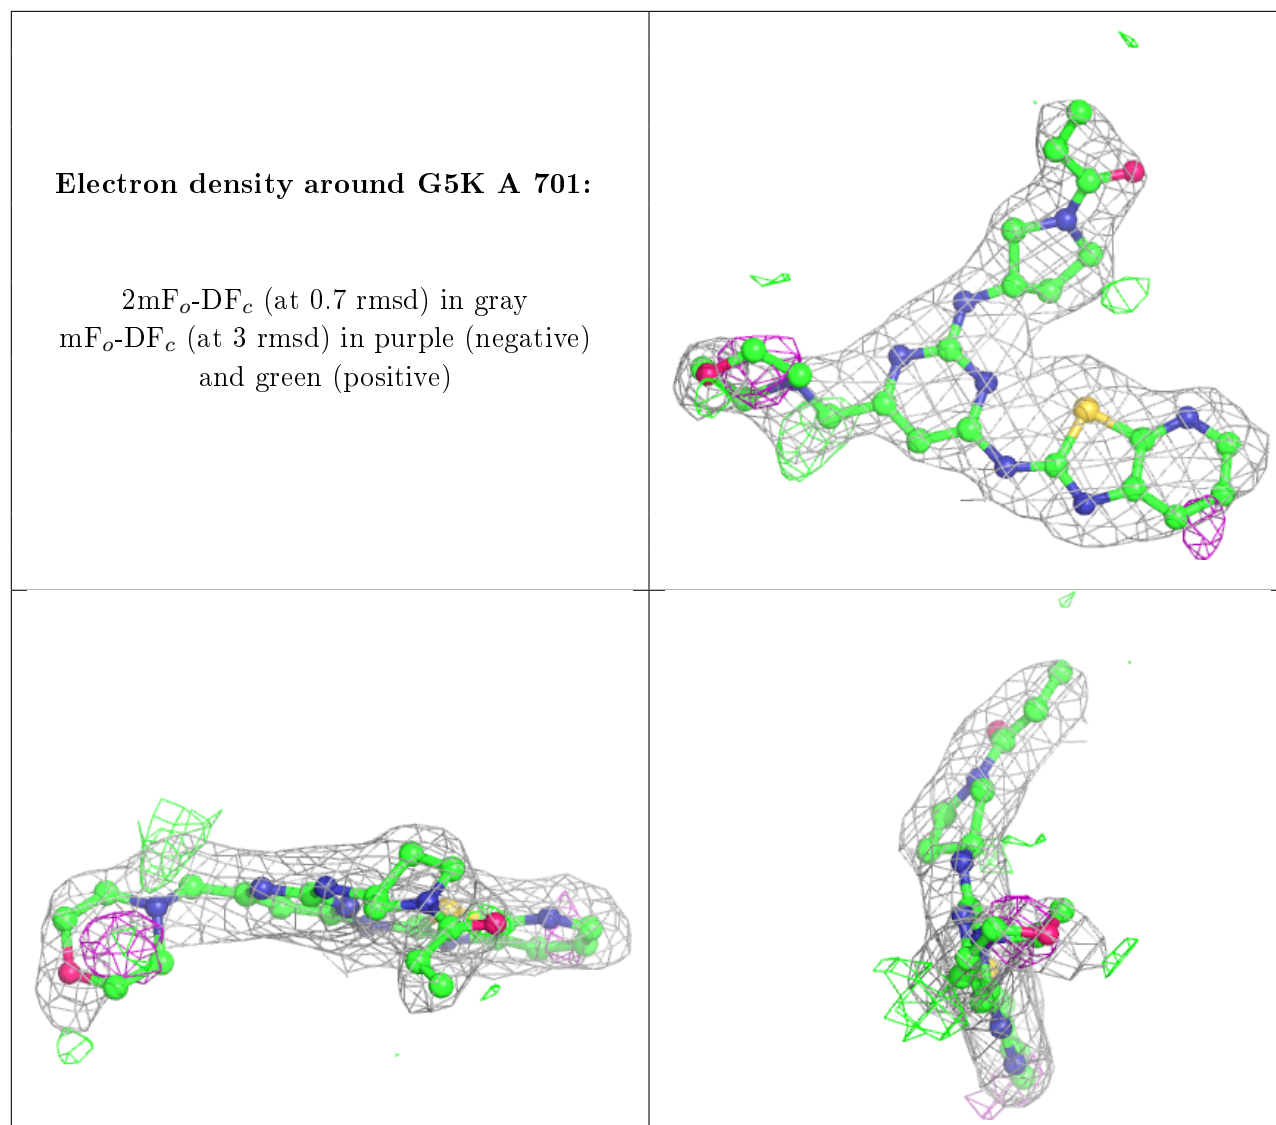 Electron density around G5K A 701:
2mFo-DFc (at 0.7 rmsd) in gray
mFo-DFc (at 3 rmsd) in purple (negative)
and green (positive)